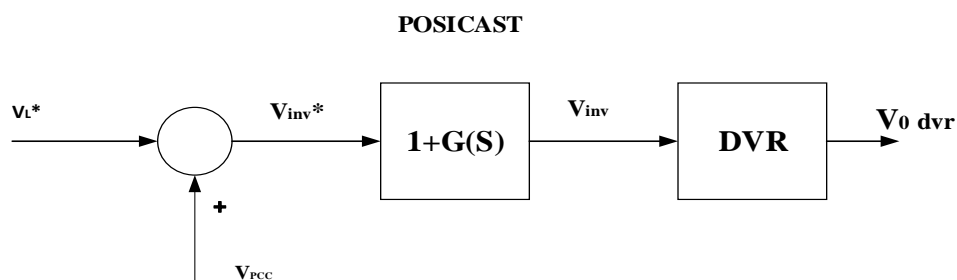 POSICAST
VL*
Vinv*
Vinv
V0 dvr
1+G(S)
DVR
+
VPCC